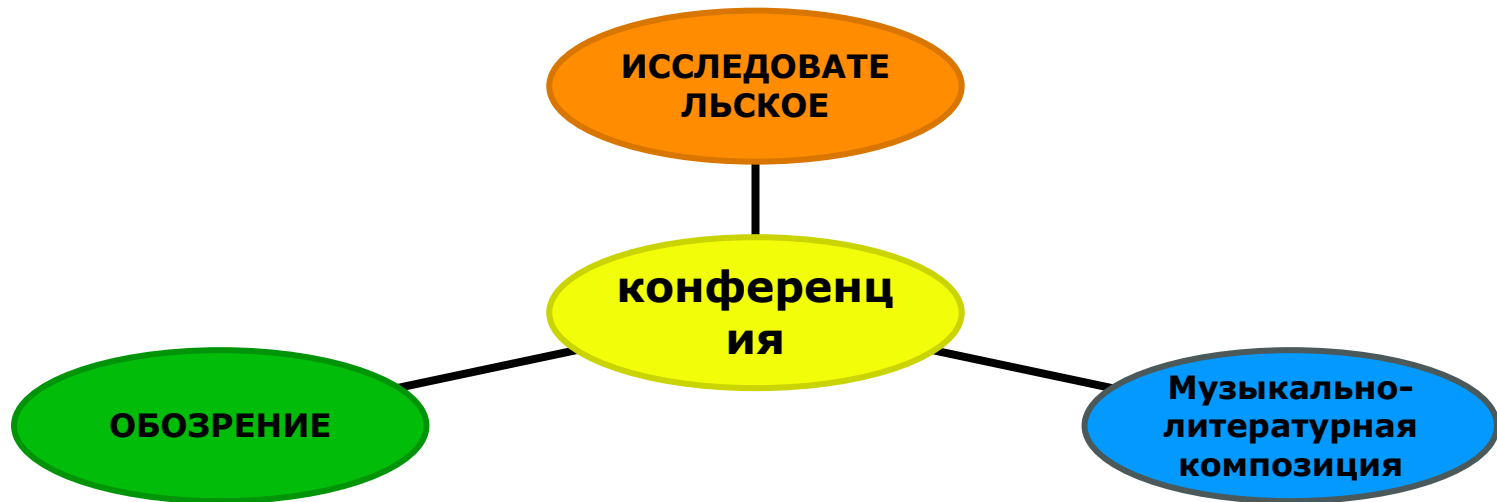 ИССЛЕДОВАТЕ
ЛЬСКОЕ
конференц
ия
ОБОЗРЕНИЕ
Музыкально-
литературная
композиция